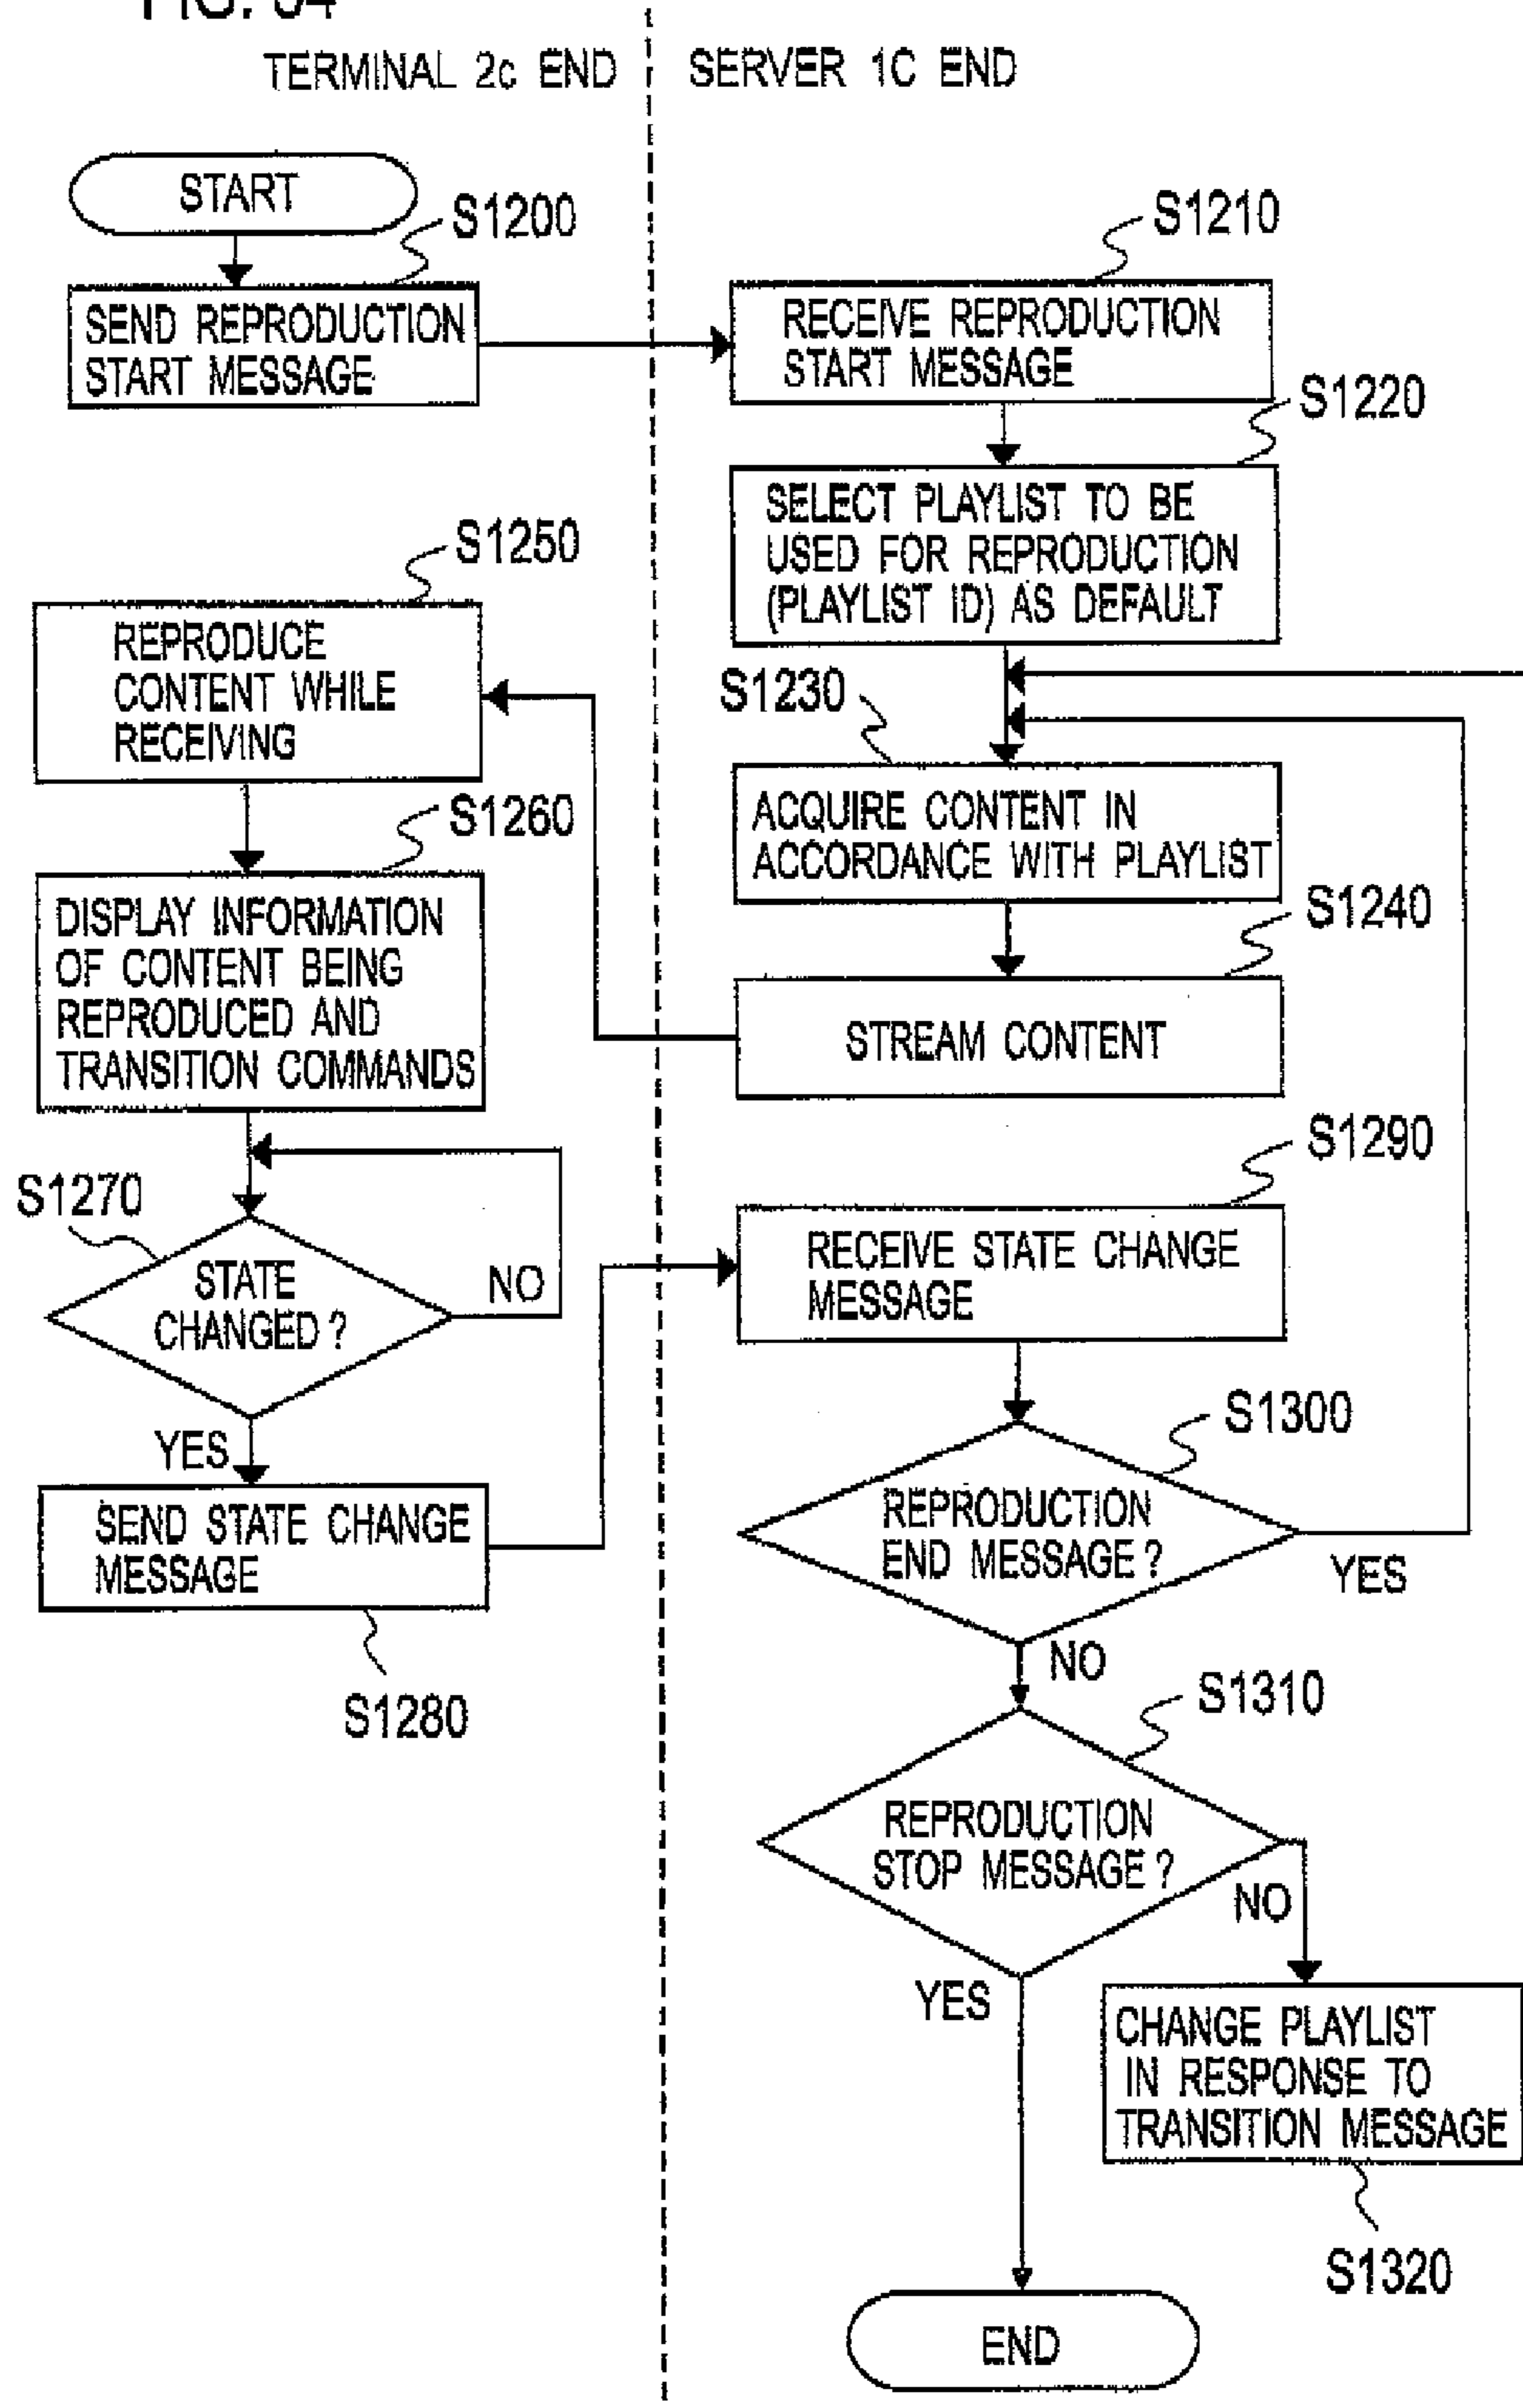 FIG. 34
TERMINAL 2c END
SERVER 1C END
START
S1200
SEND REPRODUCTION
START MESSAGE
S1210
RECEIVE REPRODUCTION
START MESSAGE
S1220
SELECT PLAYLIST TO BE
USED FOR REPRODUCTION
(PLAYLIST ID) AS DEFAULT
S1230
ACQUIRE CONTENT IN
ACCORDANCE WITH PLAYLIST
S1240
STREAM CONTENT
S1250
REPRODUCE
CONTENT WHILE
RECEIVING
S1260
DISPLAY INFORMATION
OF CONTENT BEING
REPRODUCED AND
TRANSITION COMMANDS
S1270
STATE
CHANGED?
NO
YES
SEND STATE CHANGE
MESSAGE
S1280
S1290
RECEIVE STATE CHANGE
MESSAGE
S1300
REPRODUCTION
END MESSAGE?
YES
NO
S1310
REPRODUCTION
STOP MESSAGE?
NO
YES
CHANGE PLAYLIST
IN RESPONSE TO
TRANSITION MESSAGE
S1320
END